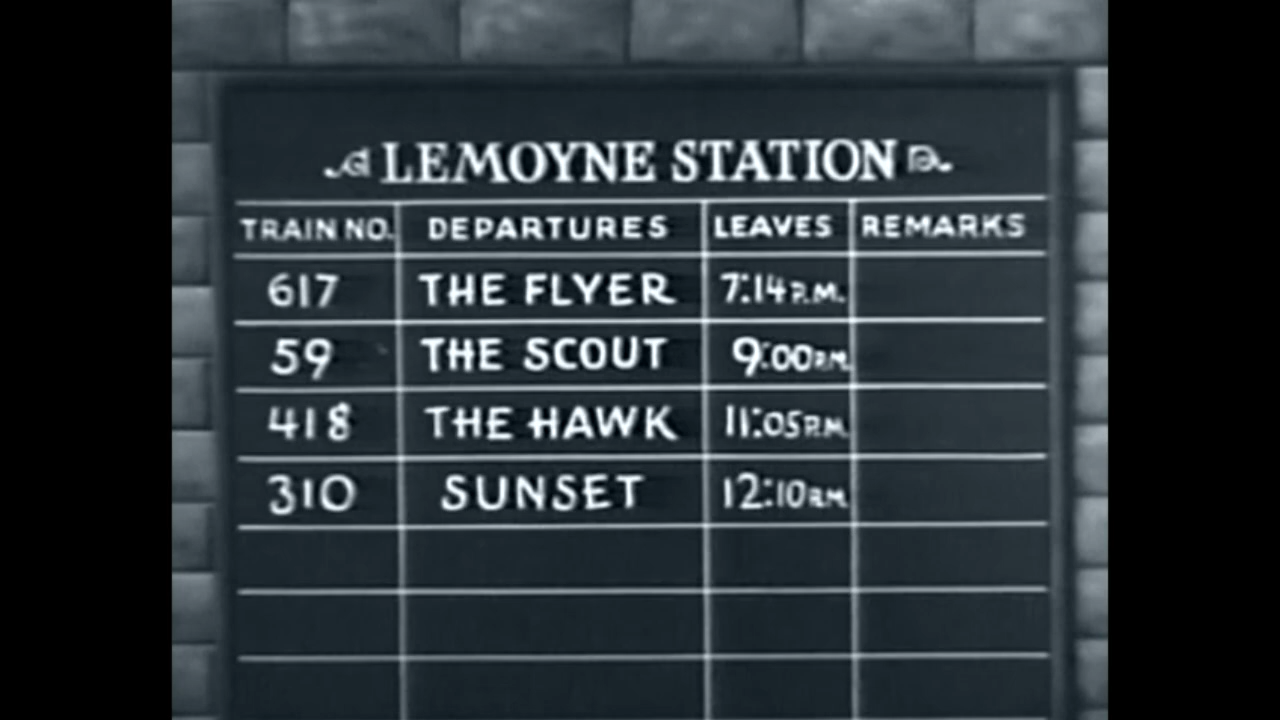 LEMOYNE STATION
TRAIN NO. DEPARTURES LEAVES REMARKS
617 THE FLYER 7:14 P.M.
59 THE SCOUT 9:00 P.M.
418 THE HAWK 11:05 P.M.
310 SUNSET 12:10 A.M.